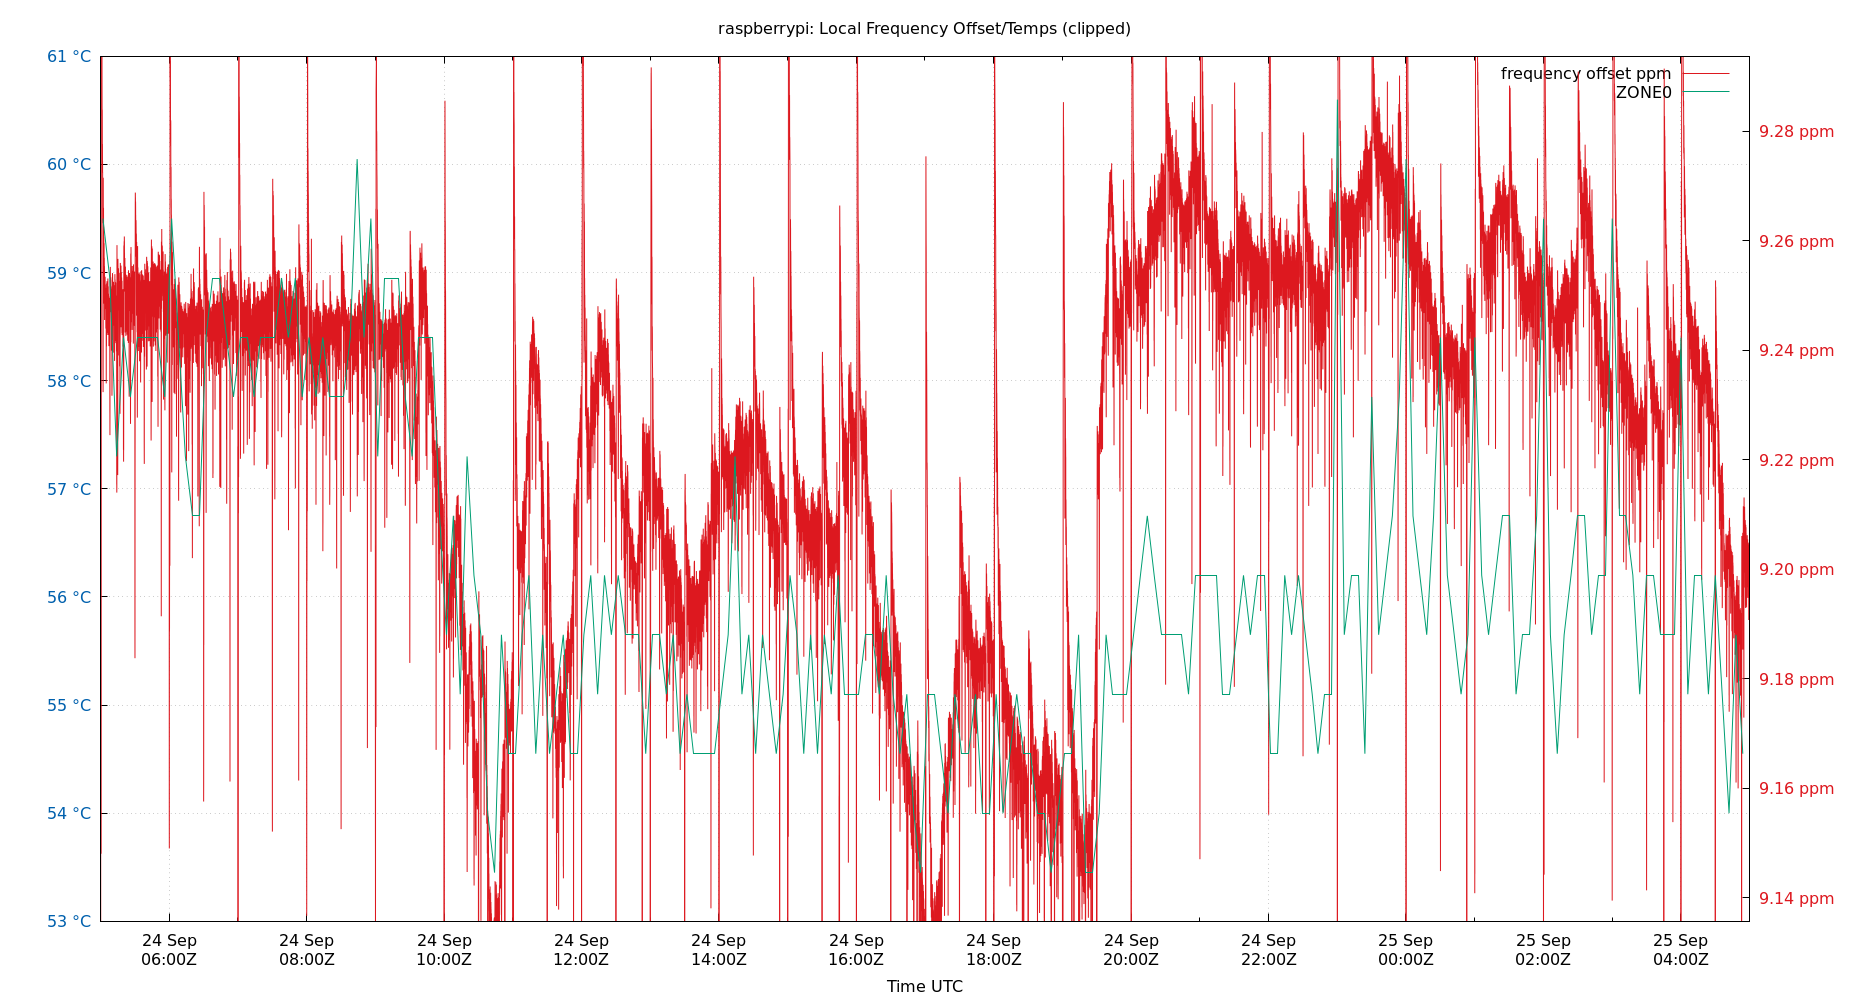 raspberrypi: Local Frequency Offset/Temps (clipped)
61 °C
60 °C
59 °C
58 °C
57 °C
56 °C
55 °C
54 °C
53 °C
frequency offset ppm
ZONE0
9.28 ppm
9.26 ppm
9.24 ppm
9.22 ppm
9.20 ppm
9.18 ppm
9.16 ppm
9.14 ppm
24 Sep
06:00Z
24 Sep
08:00Z
24 Sep
10:00Z
24 Sep
12:00Z
24 Sep
14:00Z
24 Sep
16:00Z
24 Sep
18:00Z
24 Sep
20:00Z
24 Sep
22:00Z
25 Sep
00:00Z
25 Sep
02:00Z
25 Sep
04:00Z
Time UTC